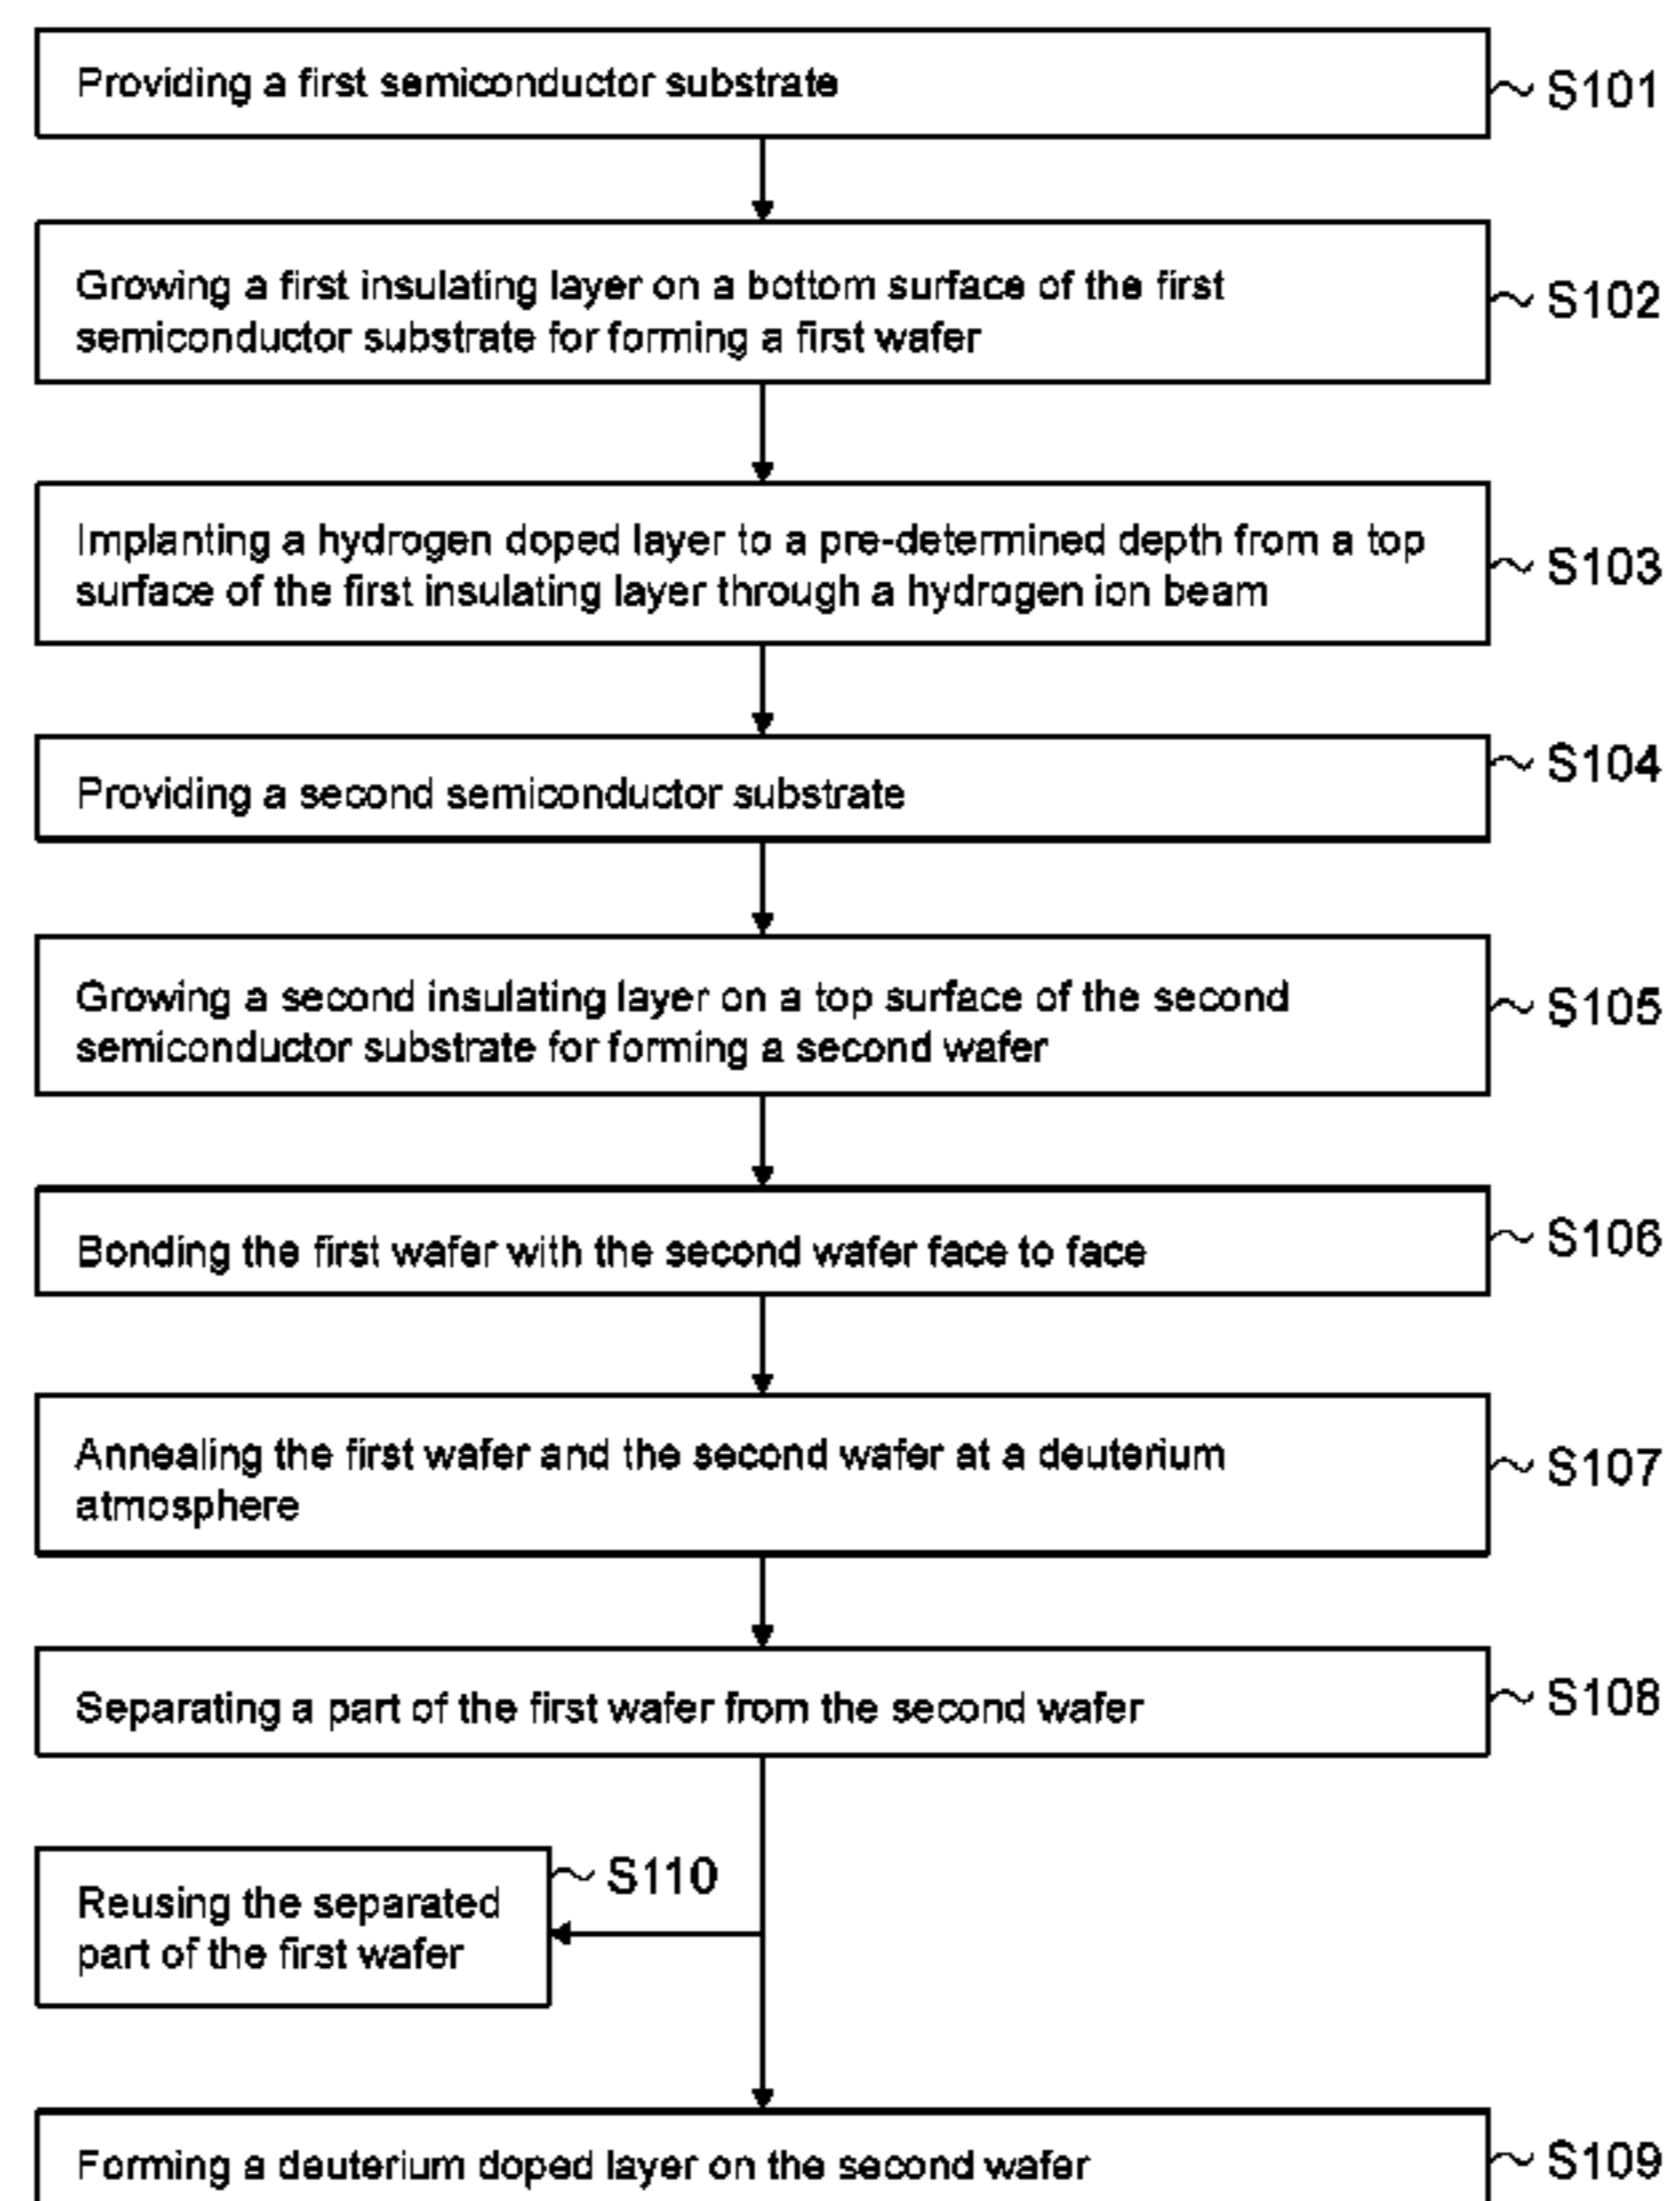 Providing a first semiconductor substrate
S101
Growing a first insulating layer on a bottom surface of the first
semiconductor substrate for forming a first wafer
S102
Implanting a hydrogen doped layer to a pre-determined depth from a top
surface of the first insulating layer through a hydrogen ion beam
S103
Providing a second semiconductor substrate
S104
Growing a second insulating layer on a top surface of the second
semiconductor substrate for forming a second wafer
S105
Bonding the first wafer with the second wafer face to face
S106
Annealing the first wafer and the second wafer at a deuterium
atmosphere
S107
Separating a part of the first wafer from the second wafer
S108
Reusing the separated
part of the first wafer
S110
Forming a deuterium doped layer on the second wafer
S109